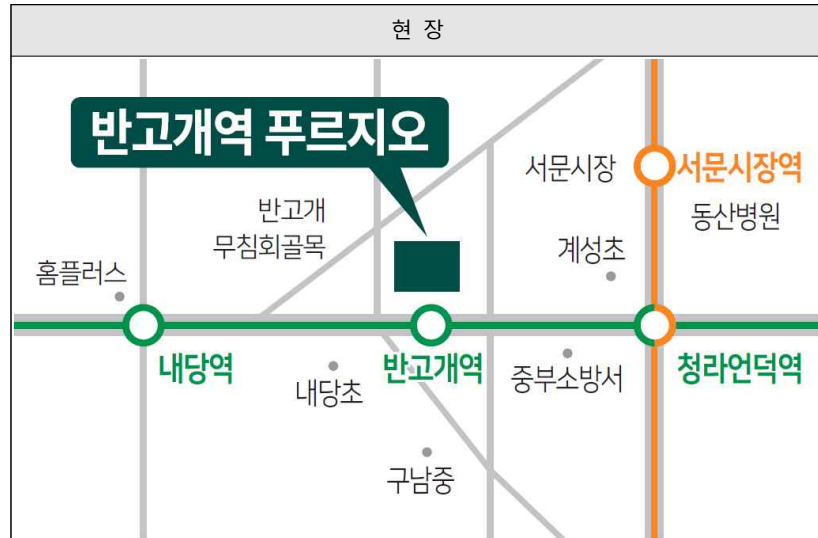 현 장
반고개역 푸르지오
서문시장
서문시장역
동산병원
반고개
무침회골목
계성초
홈플러스
내당역
내당초
반고개역
중부소방서
청라언덕역
구남중